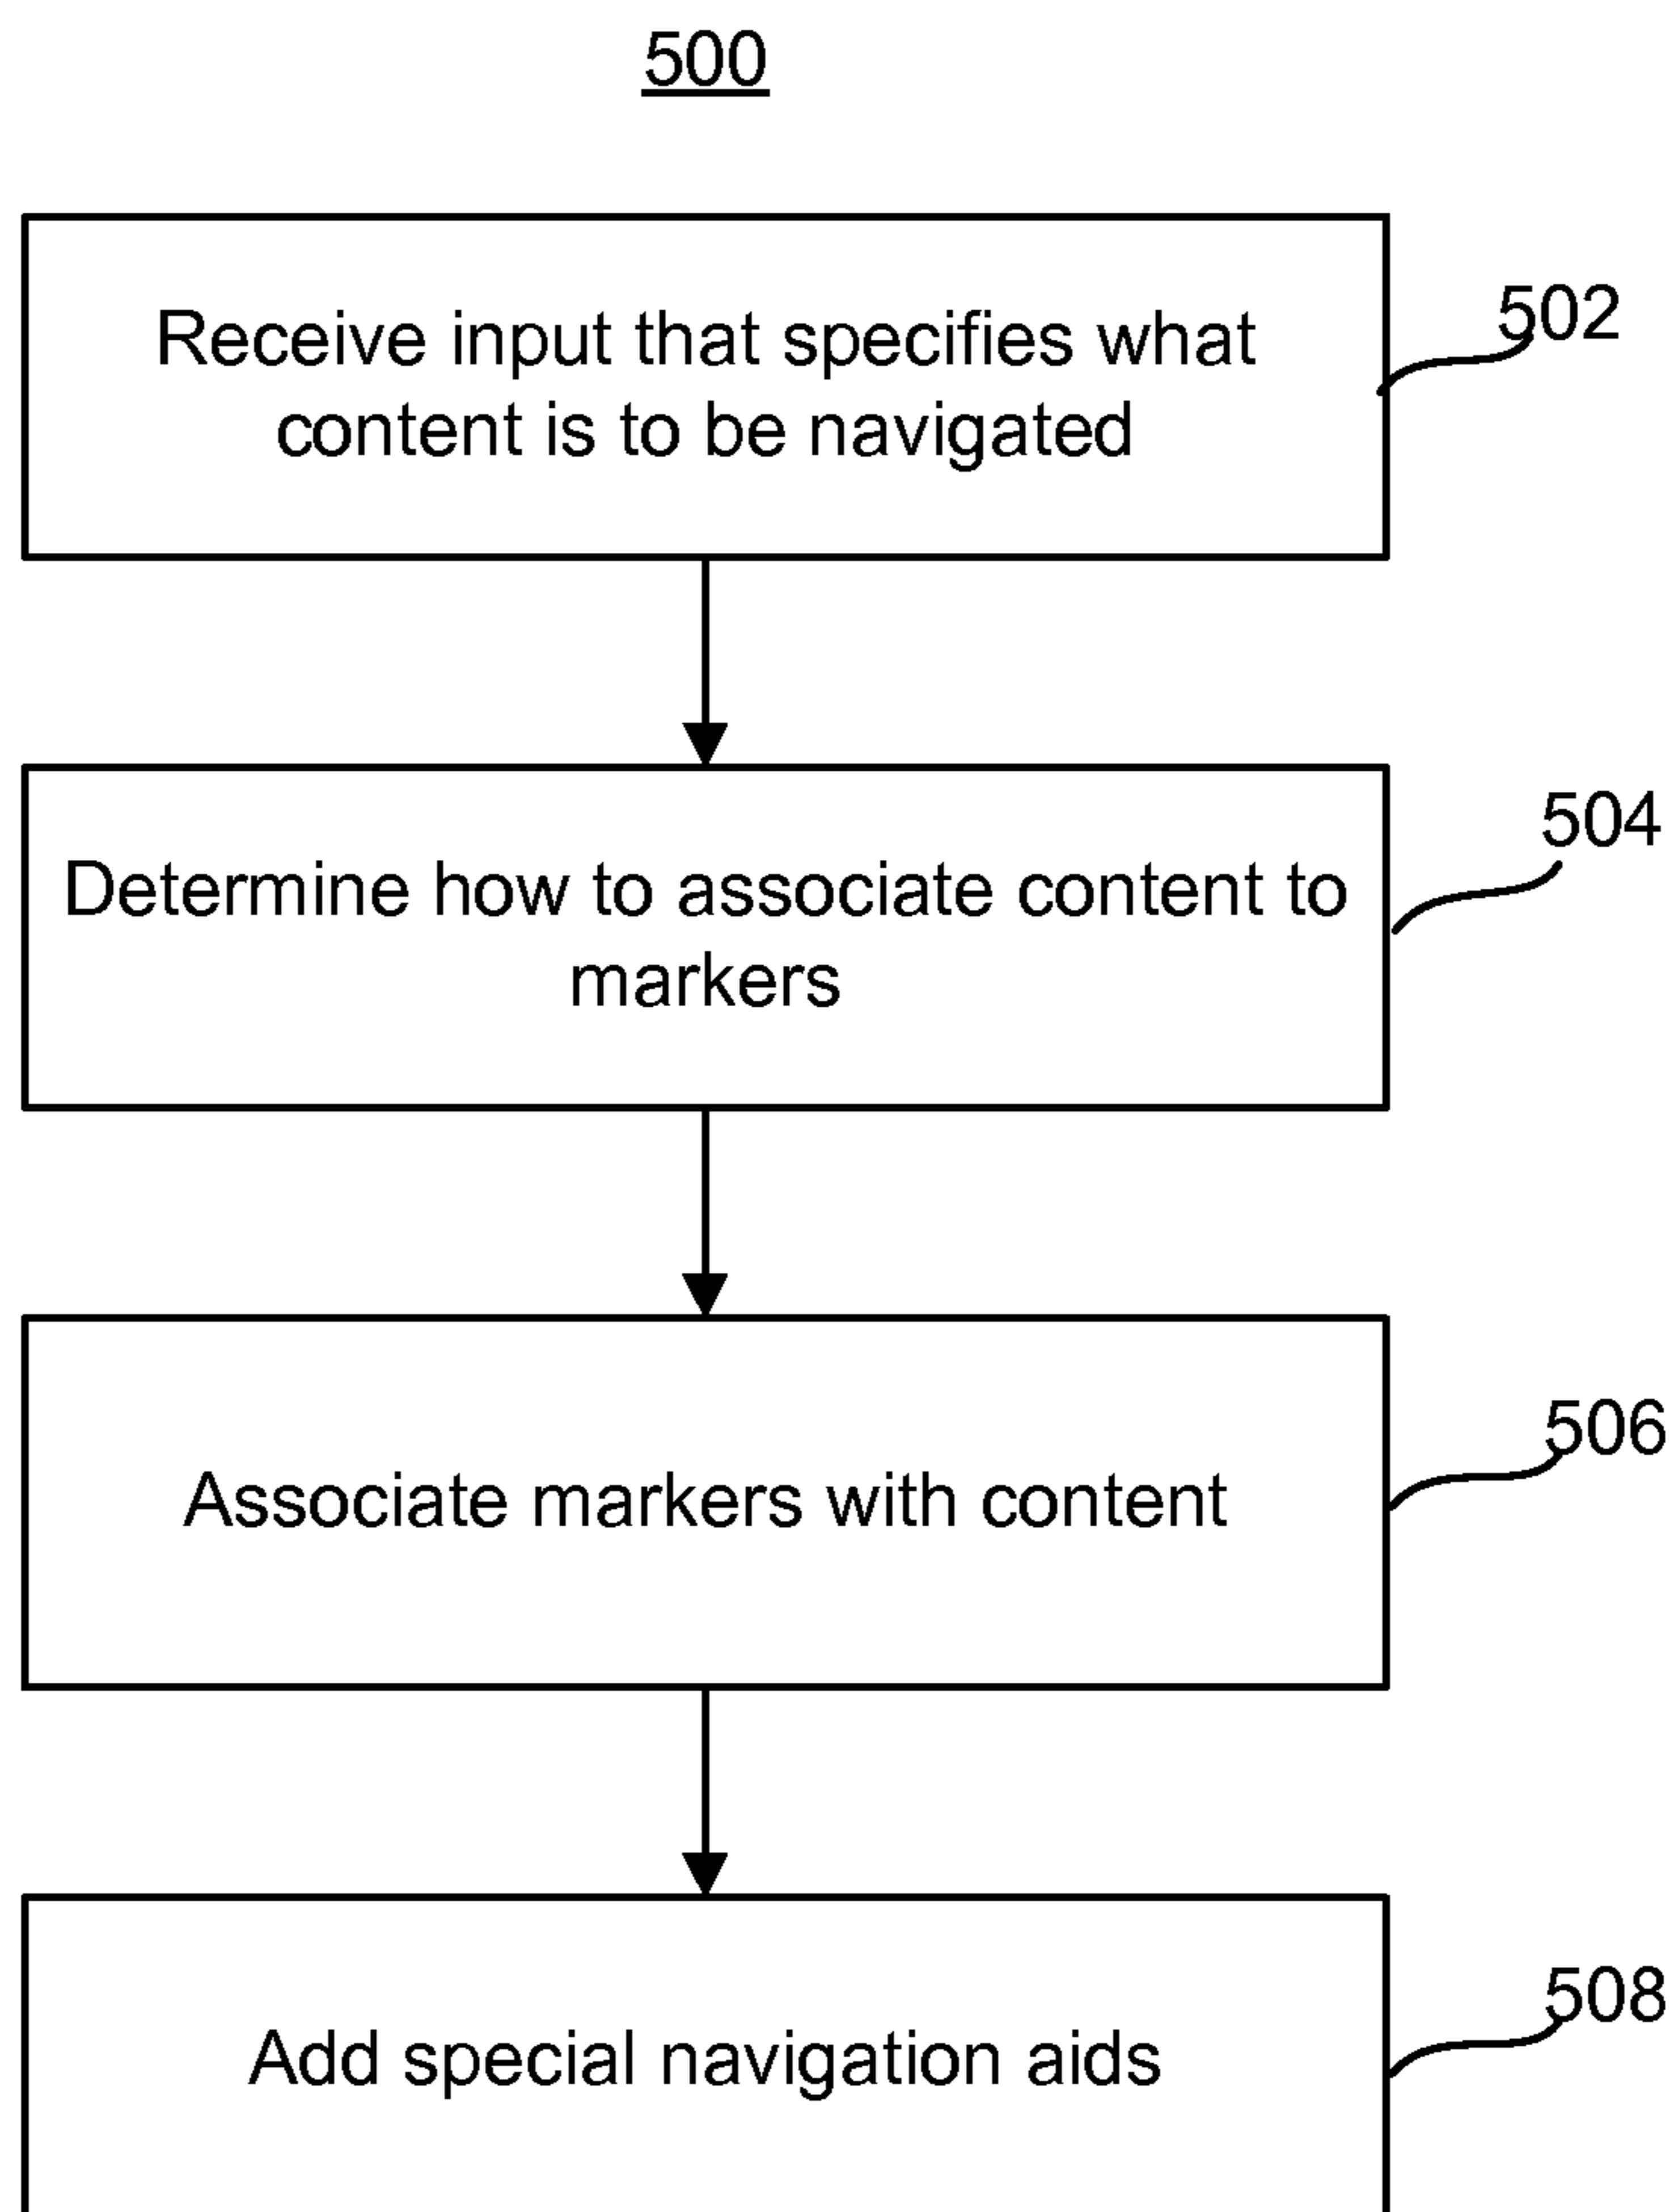 500
Receive input that specifies what
content is to be navigated
502
Determine how to associate content to
markers
504
Associate markers with content
506
Add special navigation aids
508